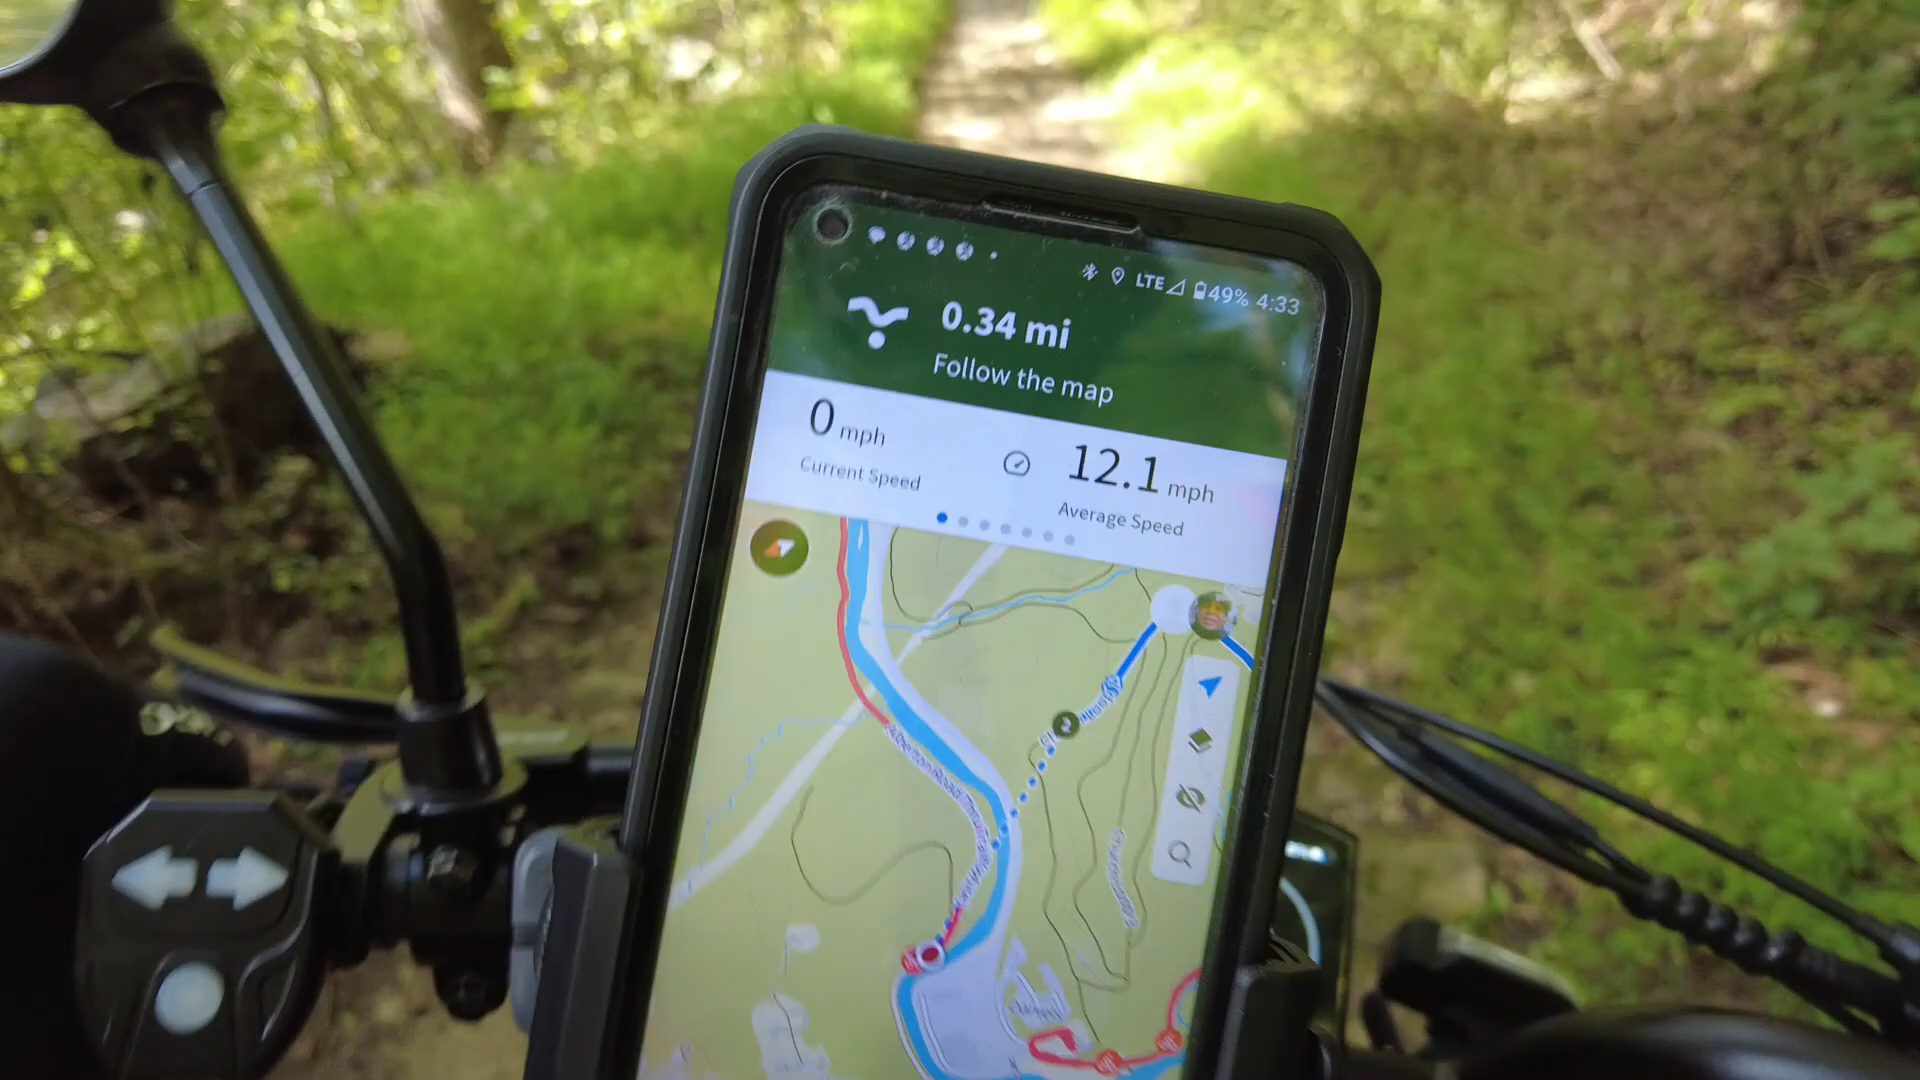 LTE 49% 4:33
0.34 mi
Follow the map
0 mph
Current Speed
12.1 mph
Average Speed